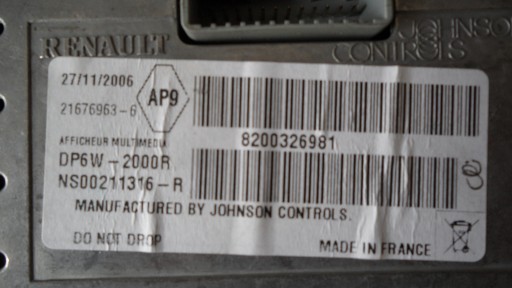 RENAULT
JOHNSON
CONTROLS
27/11/2006
AP9
21676963-6
8200326981
AFFICHEUR MULTIMEDIA
DP6W-2000R
NS00211316-R
MANUFACTURED BY JOHNSON CONTROLS.
DO NOT DROP
MADE IN FRANCE